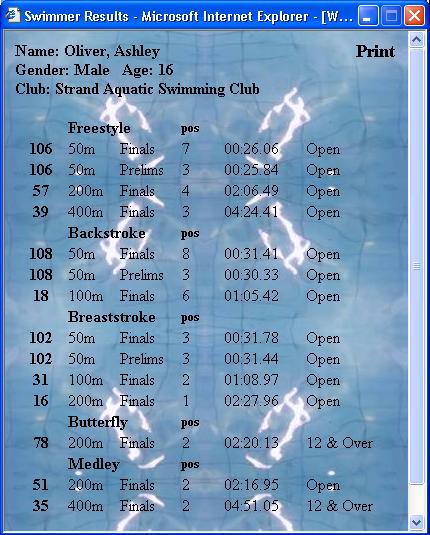 Swimmer Results - Microsoft Internet Explorer - [W...
Name: Oliver, Ashley Print
Gender: Male Age: 16
Club: Strand Aquatic Swimming Club
Freestyle pos
106 50m Finals 7 00:26.06 Open
106 50m Prelims 3 00:25.84 Open
57 200m Finals 4 02:06.49 Open
39 400m Finals 3 04:24.41 Open
Backstroke pos
108 50m Finals 8 00:31.41 Open
108 50m Prelims 3 00:30.33 Open
18 100m Finals 6 01:05.42 Open
Breaststroke pos
102 50m Finals 3 00:31.78 Open
102 50m Prelims 3 00:31.44 Open
31 100m Finals 2 01:08.97 Open
16 200m Finals 1 02:27.96 Open
Butterfly pos
78 200m Finals 2 02:20.13 12 & Over
Medley pos
51 200m Finals 2 02:16.95 Open
35 400m Finals 2 04:51.05 12 & Over